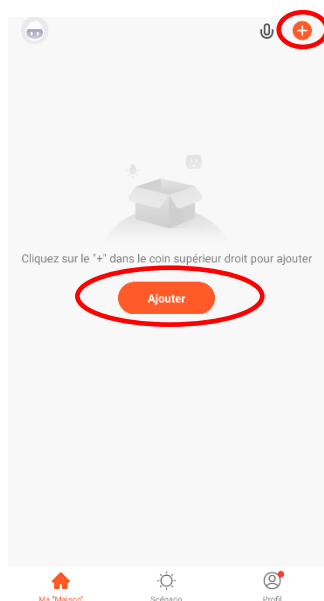 Cliquez sur le "+" dans le coin supérieur droit pour ajouter
Ajouter
Ma "Maison"
Scénario
Profil